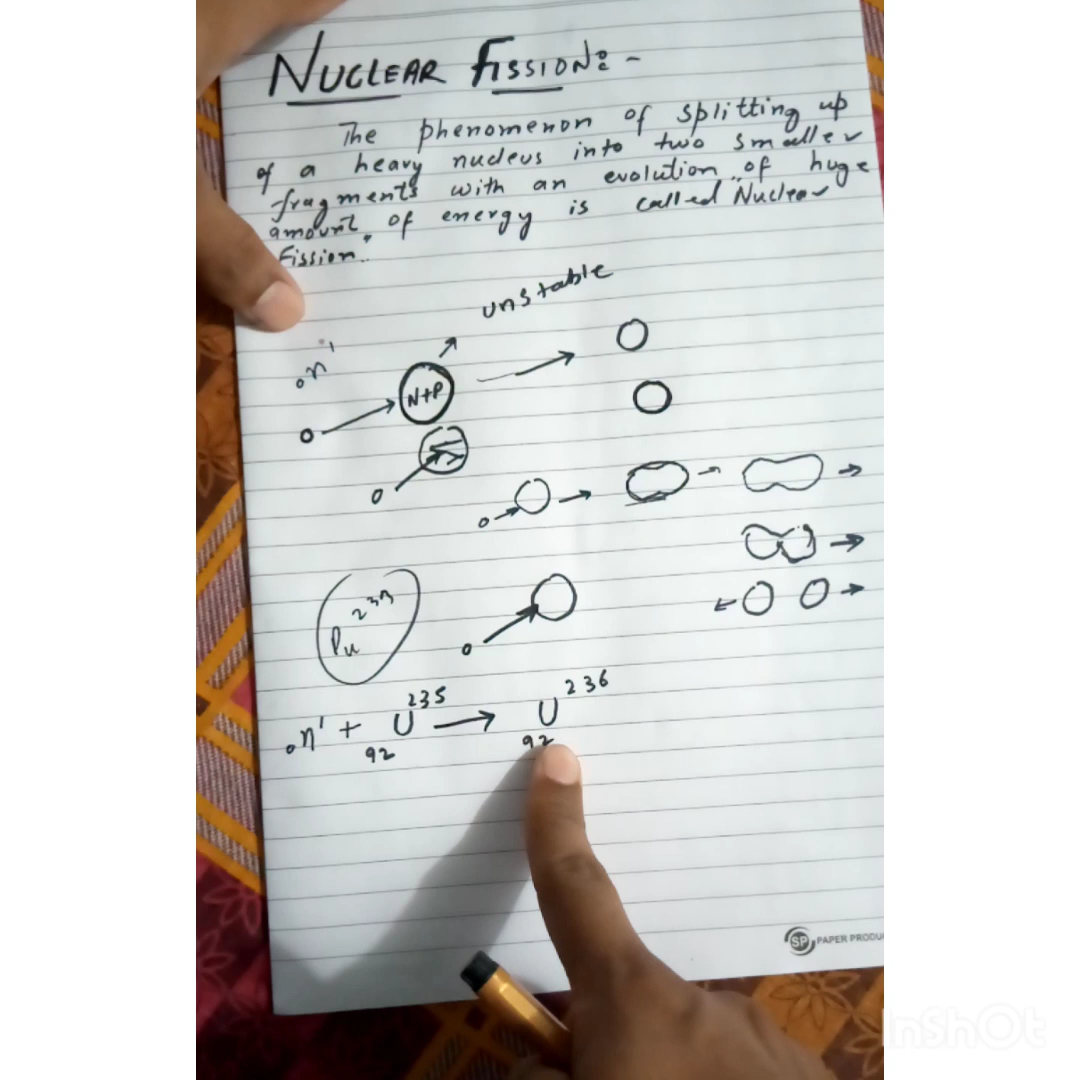 NUCLEAR FISSION:-
The phenomenon of splitting up
of a heavy nucleus into two smaller
fragments with an evolution of huge
amount of energy is called "Nuclear
Fission".
unstable
₀n¹
N+P
Pu²³⁹
₀n¹ + ₉₂U²³⁵ → ₉₂U²³⁶
SP PAPER PRODU
InShOt